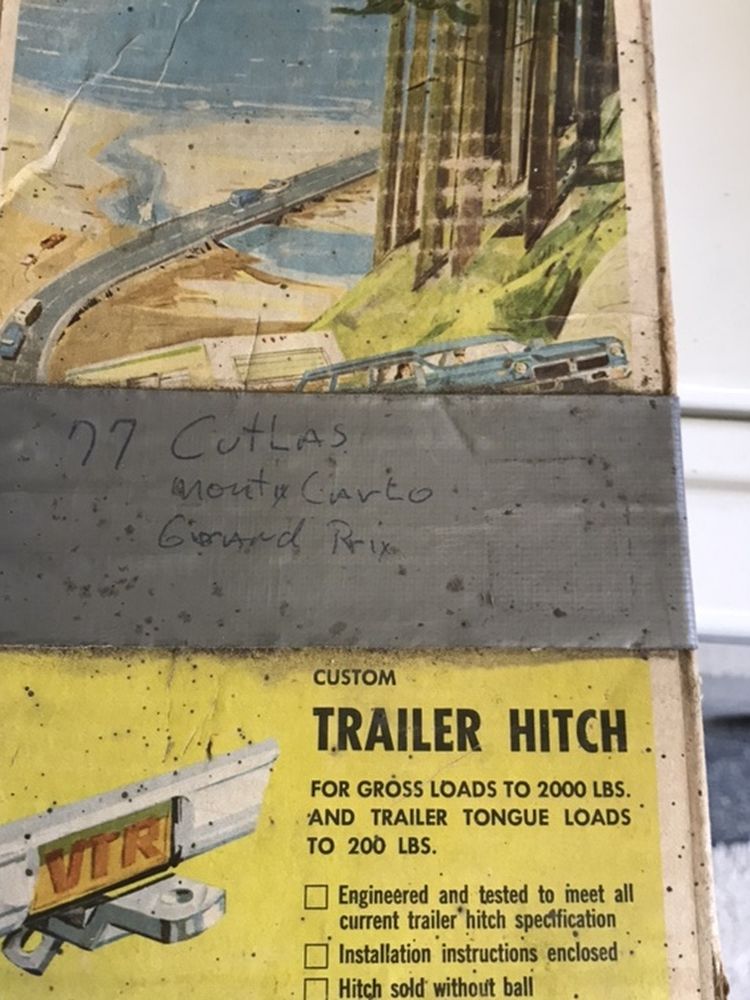 77 CutLAS
Monte CarLo
Grand Prix
CUSTOM
TRAILER HITCH
FOR GROSS LOADS TO 2000 LBS.
AND TRAILER TONGUE LOADS
TO 200 LBS.
VTR
Engineered and tested to meet all
current trailer hitch specification
Installation instructions enclosed
Hitch sold without ball